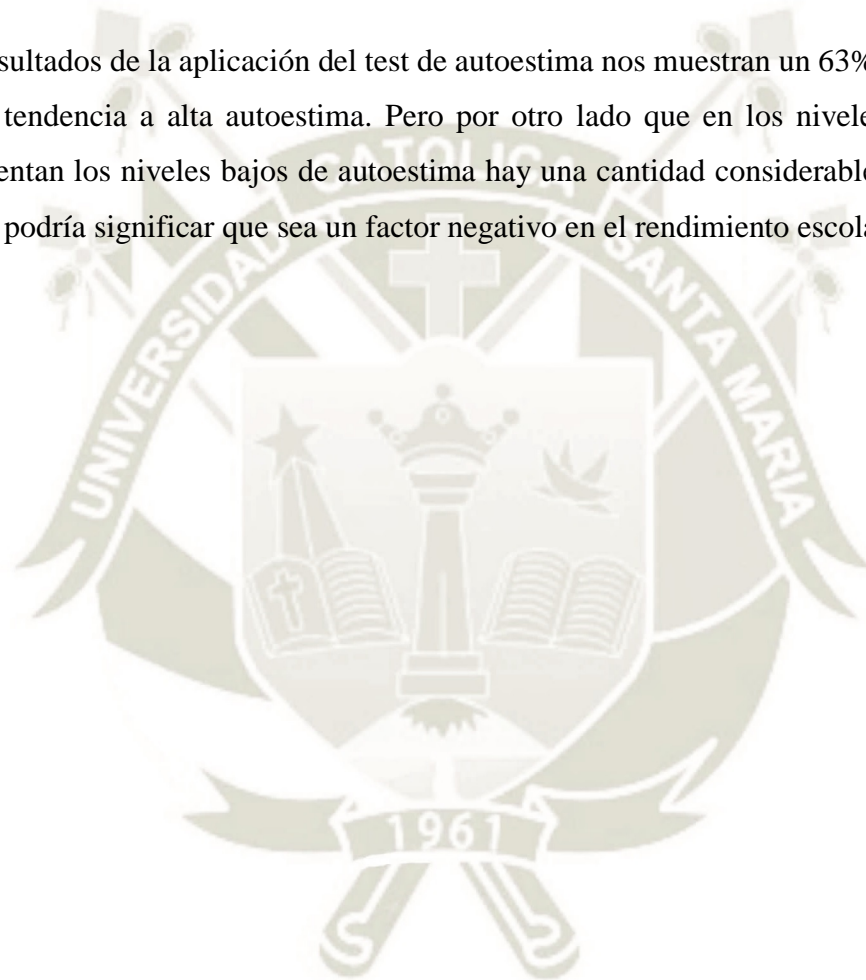 sultados de la aplicación del test de autoestima nos muestran un 63%
tendencia a alta autoestima. Pero por otro lado que en los nivele
entan los niveles bajos de autoestima hay una cantidad considerable
podría significar que sea un factor negativo en el rendimiento escola
UNIVERSIDAD CATOLICA SANTA MARIA
1961